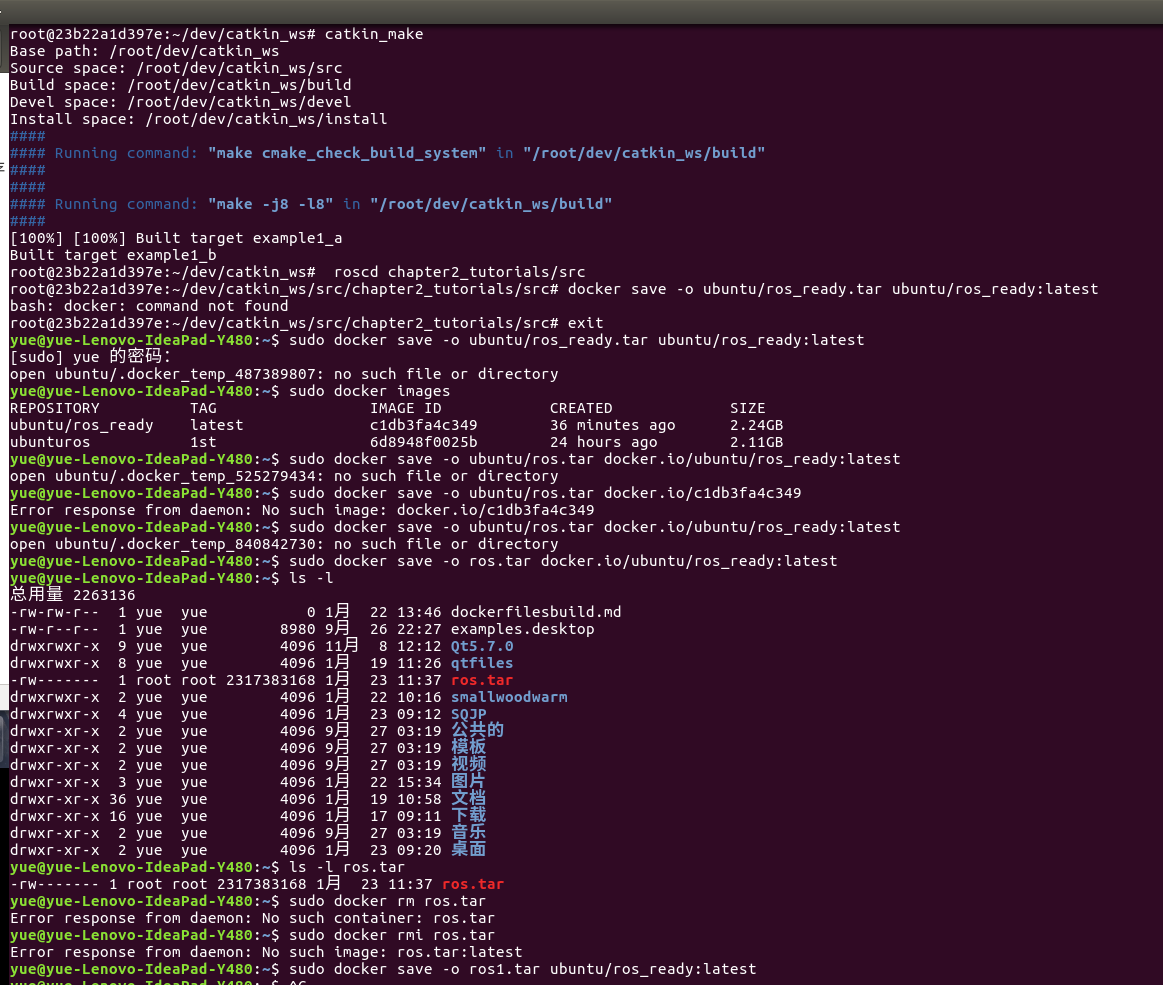 root@23b22a1d397e:~/dev/catkin_ws# catkin_make
Base path: /root/dev/catkin_ws
Source space: /root/dev/catkin_ws/src
Build space: /root/dev/catkin_ws/build
Devel space: /root/dev/catkin_ws/devel
Install space: /root/dev/catkin_ws/install
####
#### Running command: "make cmake_check_build_system" in "/root/dev/catkin_ws/build"
####
####
#### Running command: "make -j8 -l8" in "/root/dev/catkin_ws/build"
####
[100%] [100%] Built target example1_a
Built target example1_b
root@23b22a1d397e:~/dev/catkin_ws#  roscd chapter2_tutorials/src
root@23b22a1d397e:~/dev/catkin_ws/src/chapter2_tutorials/src# docker save -o ubuntu/ros_ready.tar ubuntu/ros_ready:latest
bash: docker: command not found
root@23b22a1d397e:~/dev/catkin_ws/src/chapter2_tutorials/src# exit
yue@yue-Lenovo-IdeaPad-Y480:~$ sudo docker save -o ubuntu/ros_ready.tar ubuntu/ros_ready:latest
[sudo] yue 的密码：
open ubuntu/.docker_temp_487389807: no such file or directory
yue@yue-Lenovo-IdeaPad-Y480:~$ sudo docker images
REPOSITORY          TAG                 IMAGE ID            CREATED             SIZE
ubuntu/ros_ready    latest              c1db3fa4c349        36 minutes ago      2.24GB
ubunturos           1st                 6d8948f0025b        24 hours ago        2.11GB
yue@yue-Lenovo-IdeaPad-Y480:~$ sudo docker save -o ubuntu/ros.tar docker.io/ubuntu/ros_ready:latest
open ubuntu/.docker_temp_525279434: no such file or directory
yue@yue-Lenovo-IdeaPad-Y480:~$ sudo docker save -o ubuntu/ros.tar docker.io/c1db3fa4c349
Error response from daemon: No such image: docker.io/c1db3fa4c349
yue@yue-Lenovo-IdeaPad-Y480:~$ sudo docker save -o ubuntu/ros.tar docker.io/ubuntu/ros_ready:latest
open ubuntu/.docker_temp_840842730: no such file or directory
yue@yue-Lenovo-IdeaPad-Y480:~$ sudo docker save -o ros.tar docker.io/ubuntu/ros_ready:latest
yue@yue-Lenovo-IdeaPad-Y480:~$ ls -l
总用量 2263136
-rw-rw-r--  1 yue  yue           0 1月  22 13:46 dockerfilesbuild.md
-rw-r--r--  1 yue  yue        8980 9月  26 22:27 examples.desktop
drwxrwxr-x  9 yue  yue        4096 11月  8 12:12 Qt5.7.0
drwxrwxr-x  8 yue  yue        4096 1月  19 11:26 qtfiles
-rw-------  1 root root 2317383168 1月  23 11:37 ros.tar
drwxrwxr-x  2 yue  yue        4096 1月  22 10:16 smallwoodwarm
drwxrwxr-x  4 yue  yue        4096 1月  23 09:12 SQJP
drwxr-xr-x  2 yue  yue        4096 9月  27 03:19 公共的
drwxr-xr-x  2 yue  yue        4096 9月  27 03:19 模板
drwxr-xr-x  2 yue  yue        4096 9月  27 03:19 视频
drwxr-xr-x  3 yue  yue        4096 1月  22 15:34 图片
drwxr-xr-x 36 yue  yue        4096 1月  19 10:58 文档
drwxr-xr-x 16 yue  yue        4096 1月  17 09:11 下载
drwxr-xr-x  2 yue  yue        4096 9月  27 03:19 音乐
drwxr-xr-x  2 yue  yue        4096 1月  23 09:20 桌面
yue@yue-Lenovo-IdeaPad-Y480:~$ ls -l ros.tar
-rw------- 1 root root 2317383168 1月  23 11:37 ros.tar
yue@yue-Lenovo-IdeaPad-Y480:~$ sudo docker rm ros.tar
Error response from daemon: No such container: ros.tar
yue@yue-Lenovo-IdeaPad-Y480:~$ sudo docker rmi ros.tar
Error response from daemon: No such image: ros.tar:latest
yue@yue-Lenovo-IdeaPad-Y480:~$ sudo docker save -o ros1.tar ubuntu/ros_ready:latest